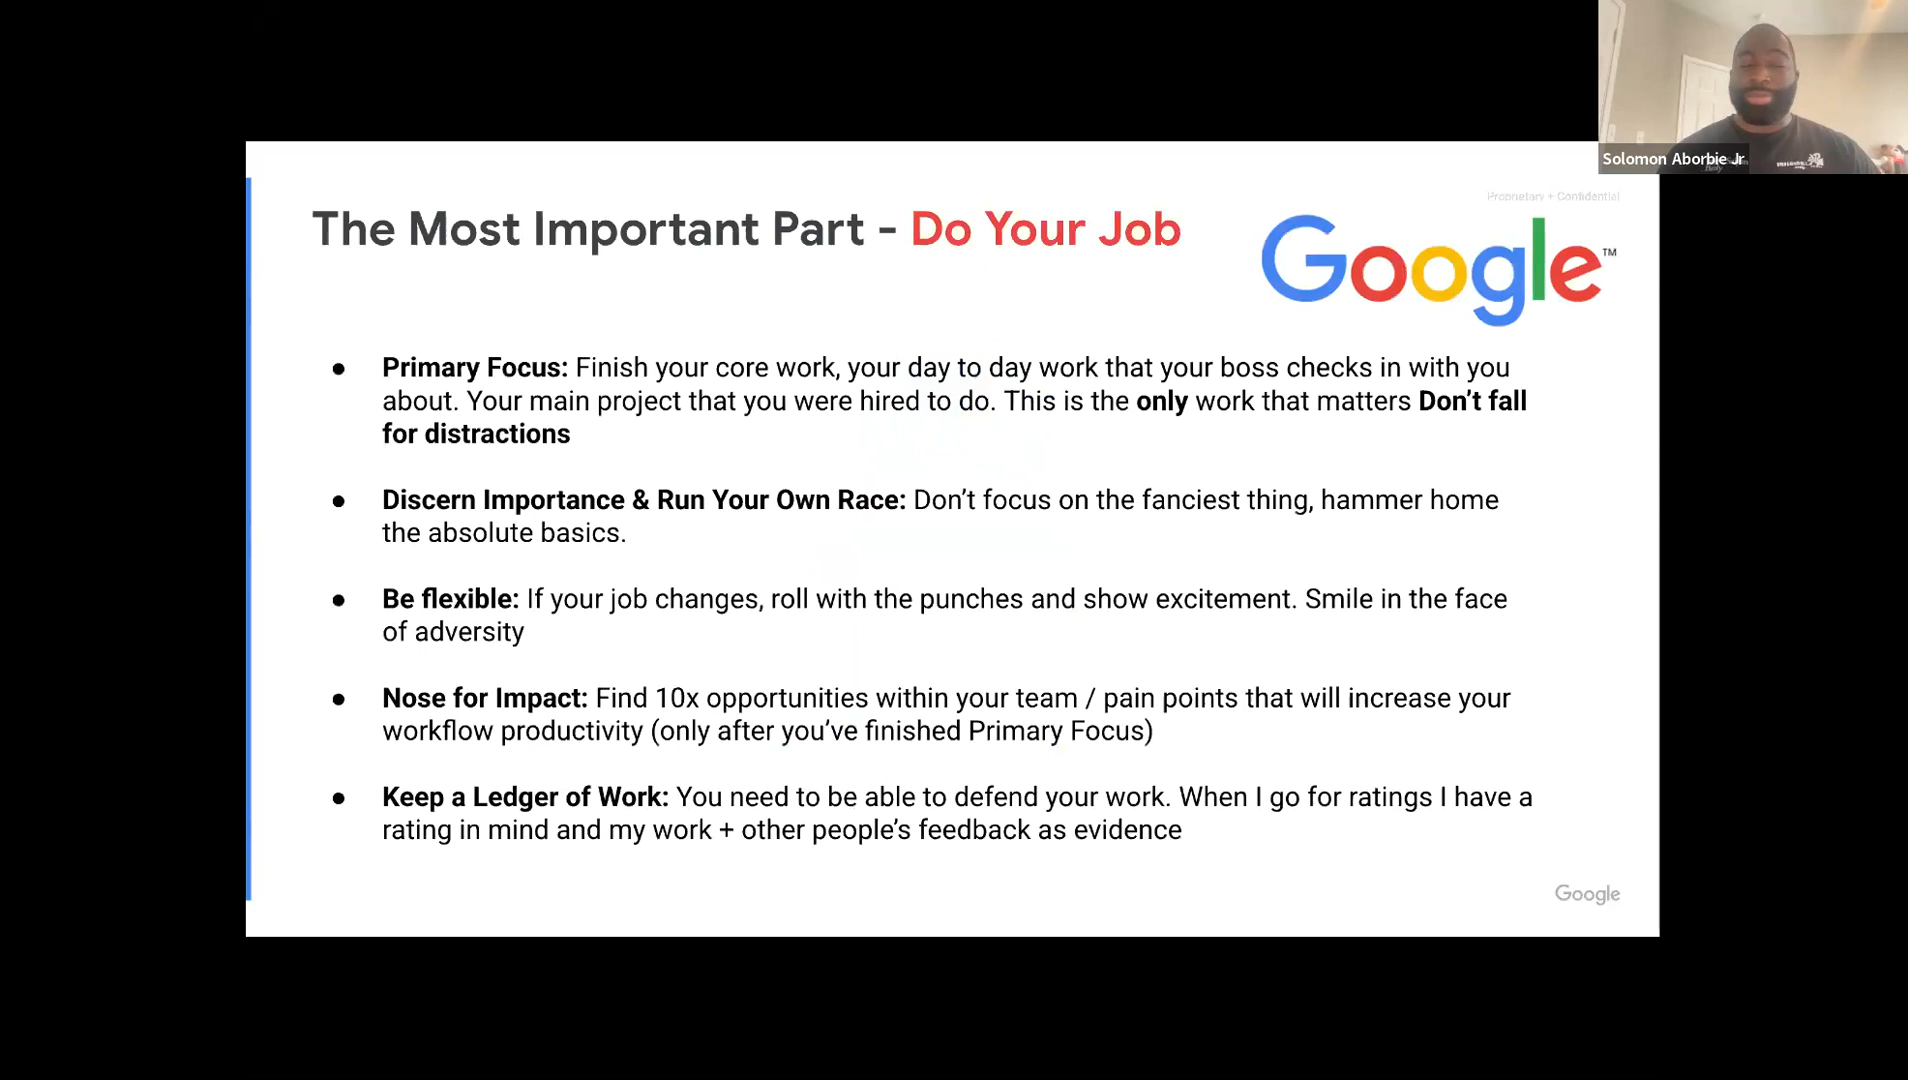 Solomon Aborbie Jr
Proprietary + Confidential
The Most Important Part - Do Your Job
Google™
● Primary Focus: Finish your core work, your day to day work that your boss checks in with you
about. Your main project that you were hired to do. This is the only work that matters Don’t fall
for distractions
● Discern Importance & Run Your Own Race: Don’t focus on the fanciest thing, hammer home
the absolute basics.
● Be flexible: If your job changes, roll with the punches and show excitement. Smile in the face
of adversity
● Nose for Impact: Find 10x opportunities within your team / pain points that will increase your
workflow productivity (only after you’ve finished Primary Focus)
● Keep a Ledger of Work: You need to be able to defend your work. When I go for ratings I have a
rating in mind and my work + other people’s feedback as evidence
Google